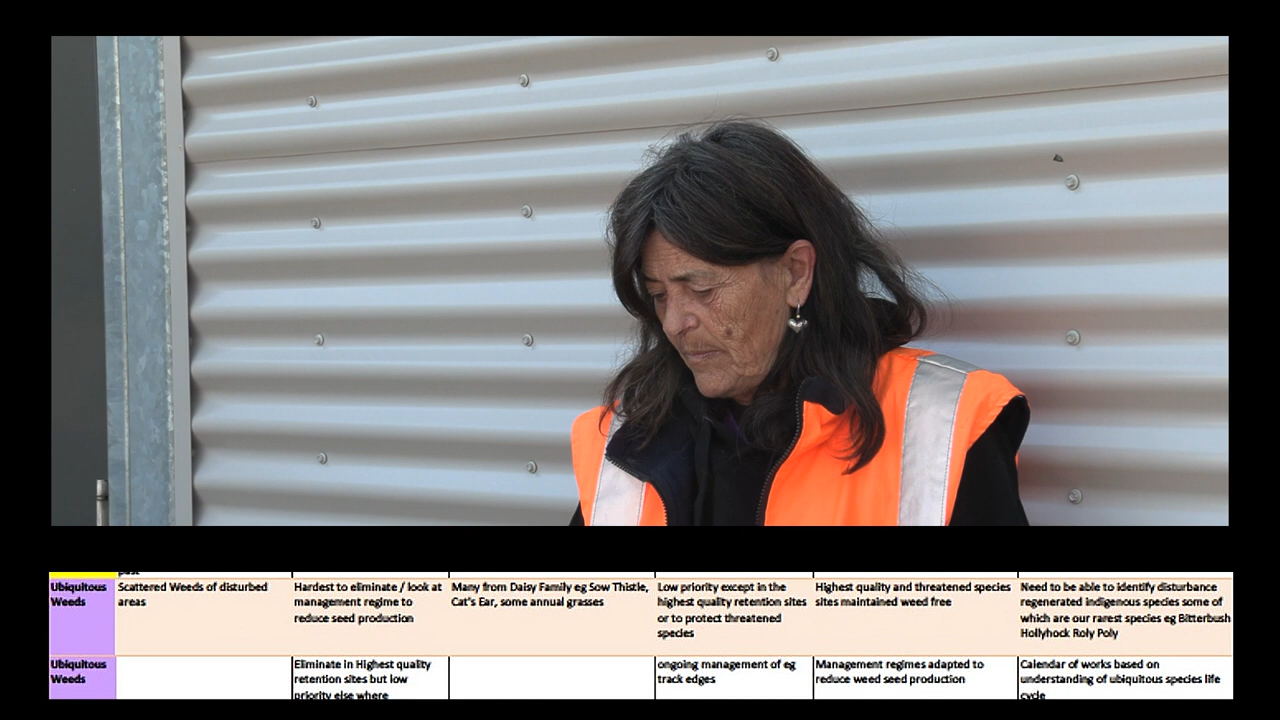 past
Ubiquitous Weeds
Scattered Weeds of disturbed areas
Hardest to eliminate / look at management regime to reduce seed production
Many from Daisy Family eg Sow Thistle, Cat's Ear, some annual grasses
Low priority except in the highest quality retention sites or to protect threatened species
Highest quality and threatened species sites maintained weed free
Need to be able to identify disturbance regenerated indigenous species some of which are our rarest species eg Bitterbush Hollyhock Roly Poly
Ubiquitous Weeds
Eliminate in Highest quality retention sites but low priority else where
ongoing management of eg track edges
Management regimes adapted to reduce weed seed production
Calendar of works based on understanding of ubiquitous species life cycle